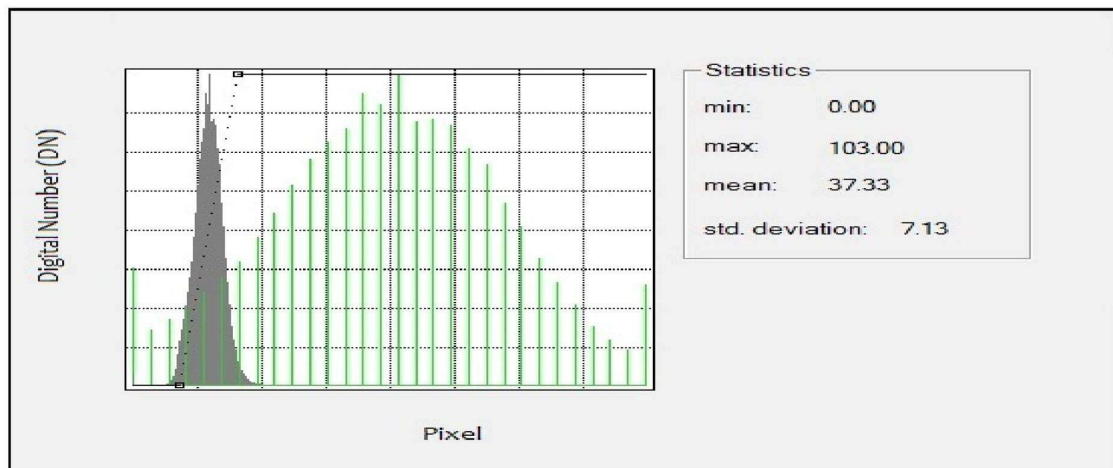 Digital Number (DN)
Pixel
Statistics
min: 0.00
max: 103.00
mean: 37.33
std. deviation: 7.13